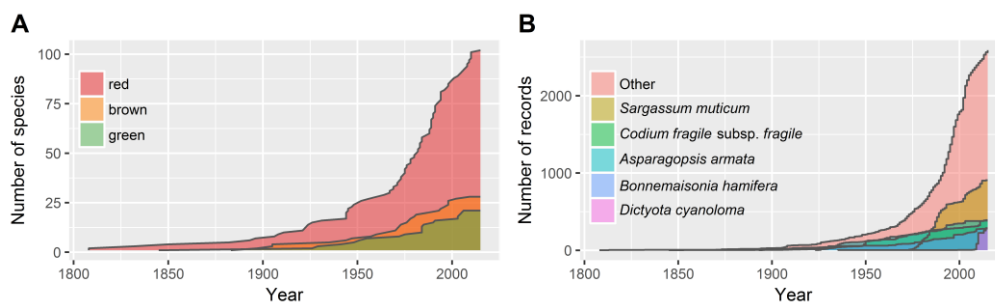 A
Number of species
100
75
50
25
0
red
brown
green
1800 1850 1900 1950 2000
Year
B
Number of records
2000
1000
0
Other
Sargassum muticum
Codium fragile subsp. fragile
Asparagopsis armata
Bonnemaisonia hamifera
Dictyota cyanoloma
1800 1850 1900 1950 2000
Year